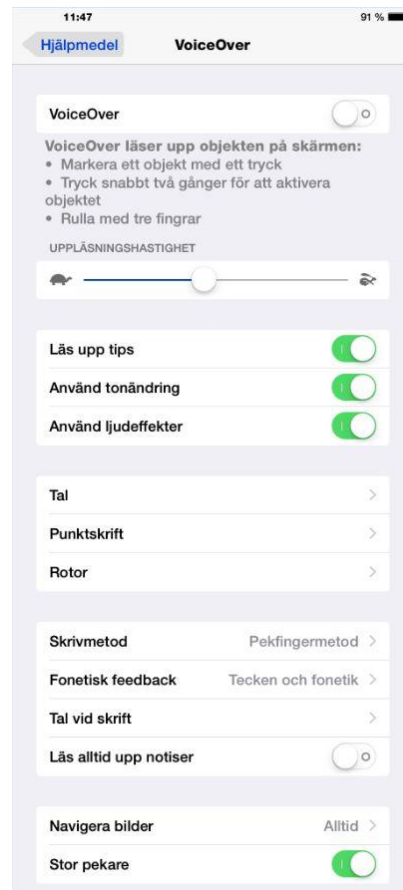 11:47 91 %
Hjälpmedel VoiceOver
VoiceOver
VoiceOver läser upp objekten på skärmen:
• Markera ett objekt med ett tryck
• Tryck snabbt två gånger för att aktivera
objektet
• Rulla med tre fingrar
UPPLÄSNINGSHASTIGHET
Läs upp tips
Använd tonändring
Använd ljudeffekter
Tal
Punktskrift
Rotor
Skrivmetod Pekfingermetod
Fonetisk feedback Tecken och fonetik
Tal vid skrift
Läs alltid upp notiser
Navigera bilder Alltid
Stor pekare